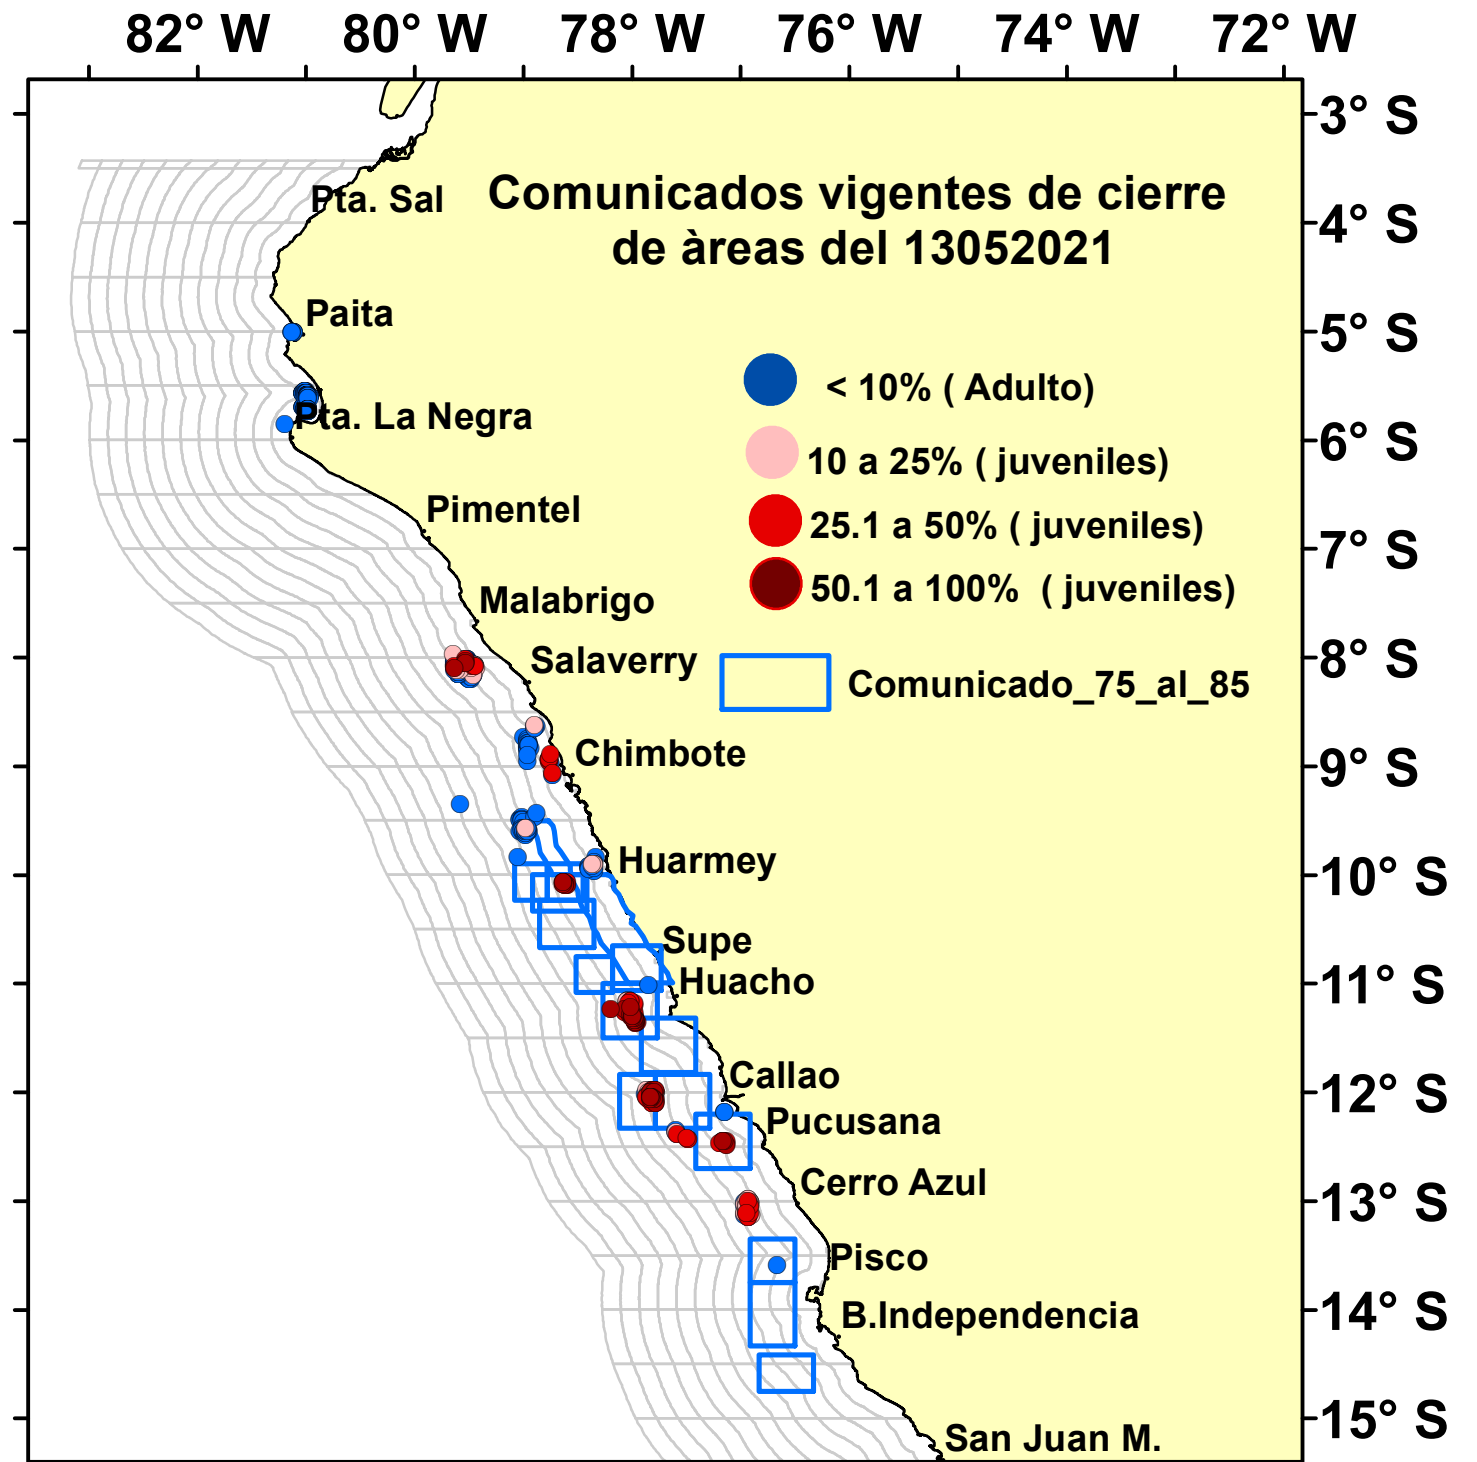 82° W 80° W 78° W 76° W 74° W 72° W
3° S
Pta. Sal
Comunicados vigentes de cierre
de àreas del 13052021
4° S
Paita
5° S
< 10% ( Adulto)
Pta. La Negra
6° S
10 a 25% ( juveniles)
Pimentel
25.1 a 50% ( juveniles)
7° S
50.1 a 100% ( juveniles)
Malabrigo
Salaverry
8° S
Comunicado_75_al_85
Chimbote
9° S
Huarmey
10° S
Supe
Huacho
11° S
Callao
12° S
Pucusana
Cerro Azul
13° S
Pisco
B.Independencia
14° S
15° S
San Juan M.